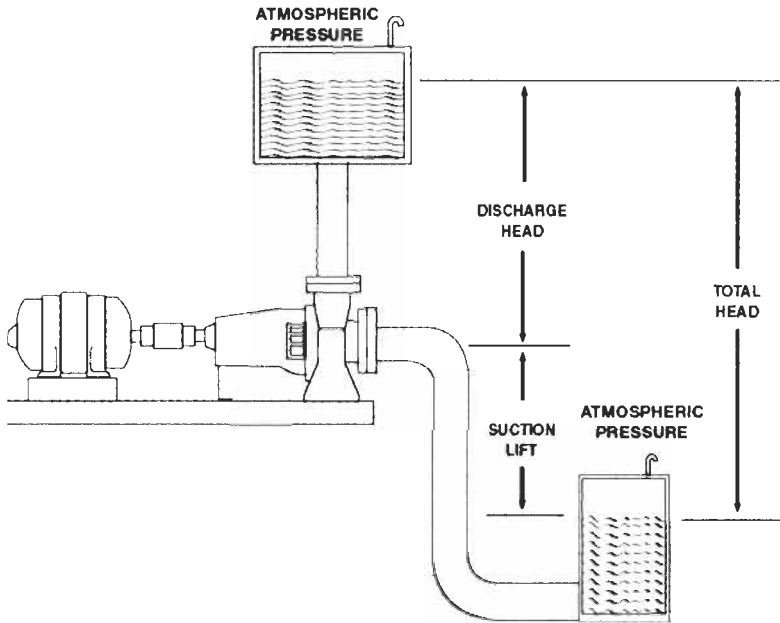 ATMOSPHERIC
PRESSURE
DISCHARGE
HEAD
TOTAL
HEAD
SUCTION
LIFT
ATMOSPHERIC
PRESSURE